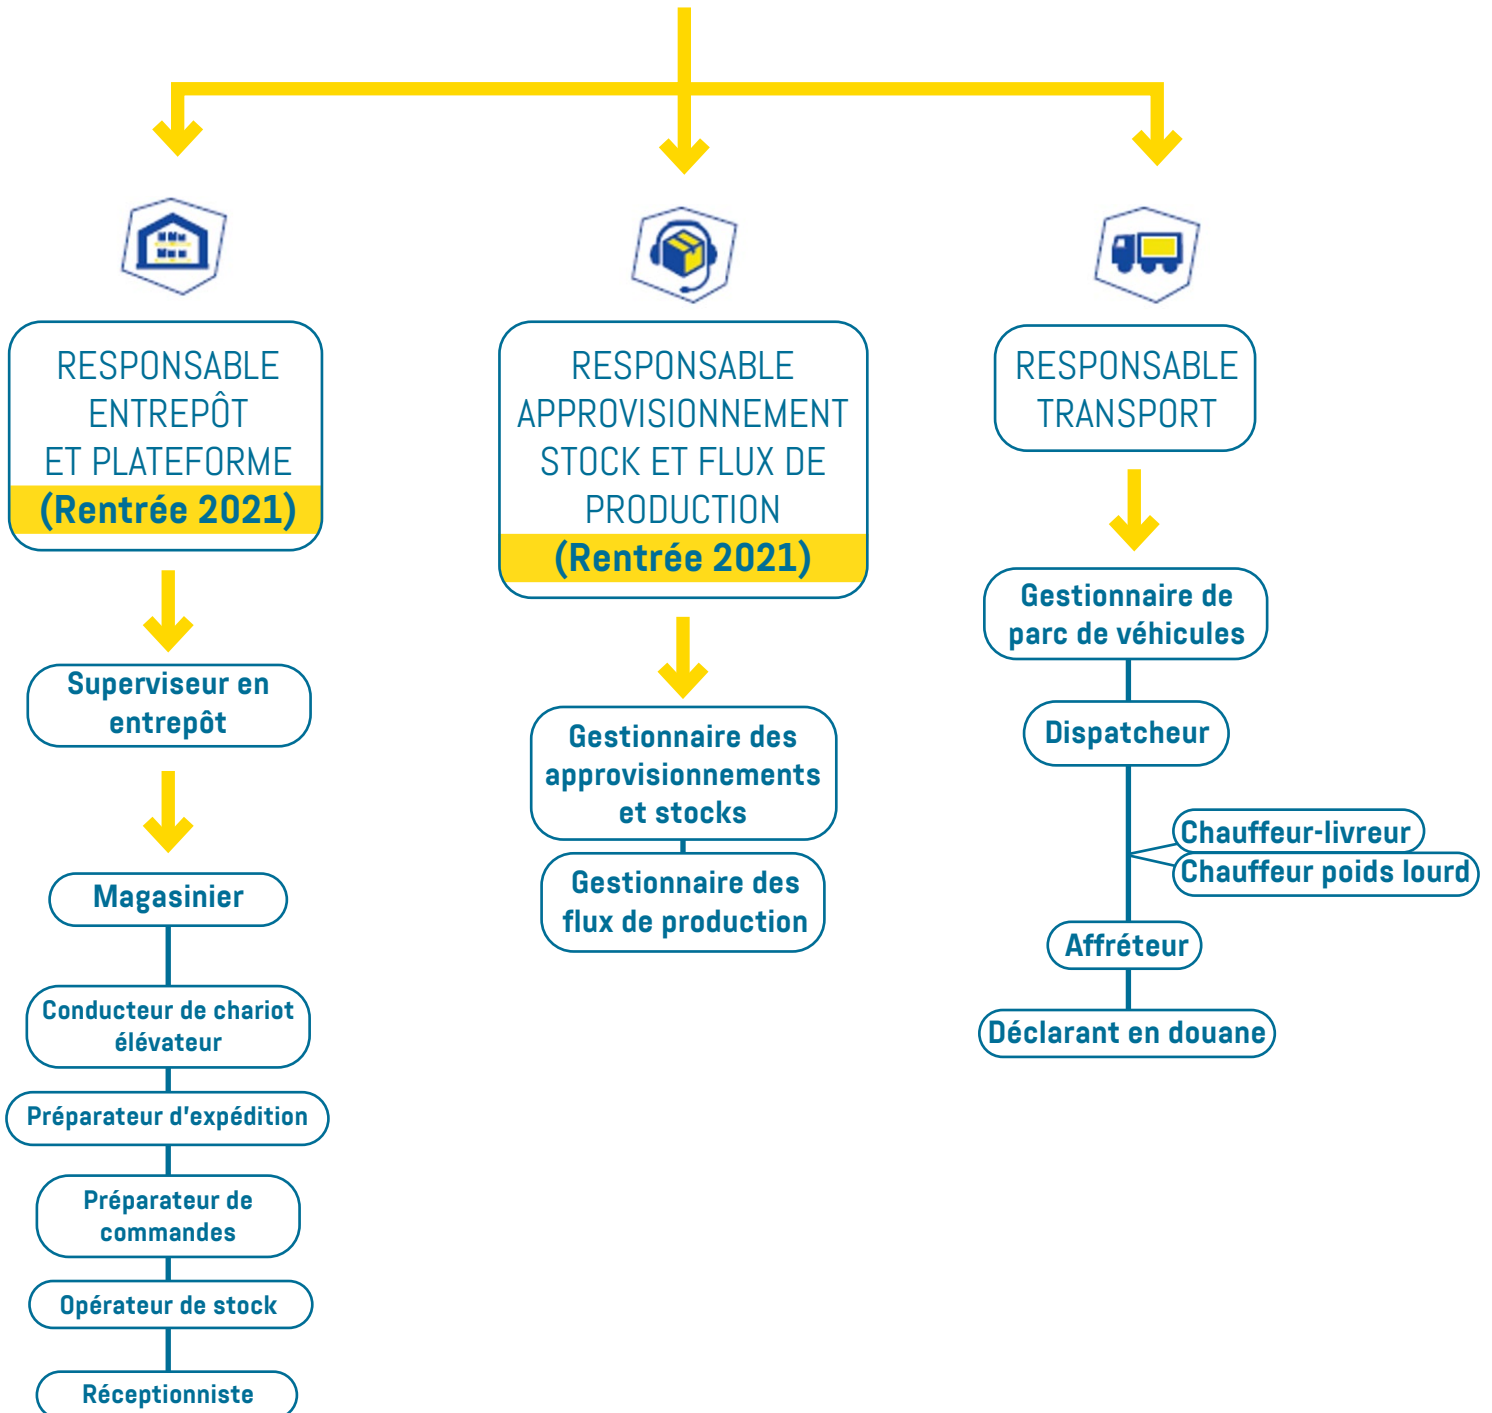 RESPONSABLE
ENTREPÔT
ET PLATEFORME
(Rentrée 2021)
Superviseur en
entrepôt
Magasinier
Conducteur de chariot
élévateur
Préparateur d'expédition
Préparateur de
commandes
Opérateur de stock
Réceptionniste
RESPONSABLE
APPROVISIONNEMENT
STOCK ET FLUX DE
PRODUCTION
(Rentrée 2021)
Gestionnaire des
approvisionnements
et stocks
Gestionnaire des
flux de production
RESPONSABLE
TRANSPORT
Gestionnaire de
parc de véhicules
Dispatcheur
Chauffeur-livreur
Chauffeur poids lourd
Affréteur
Déclarant en douane